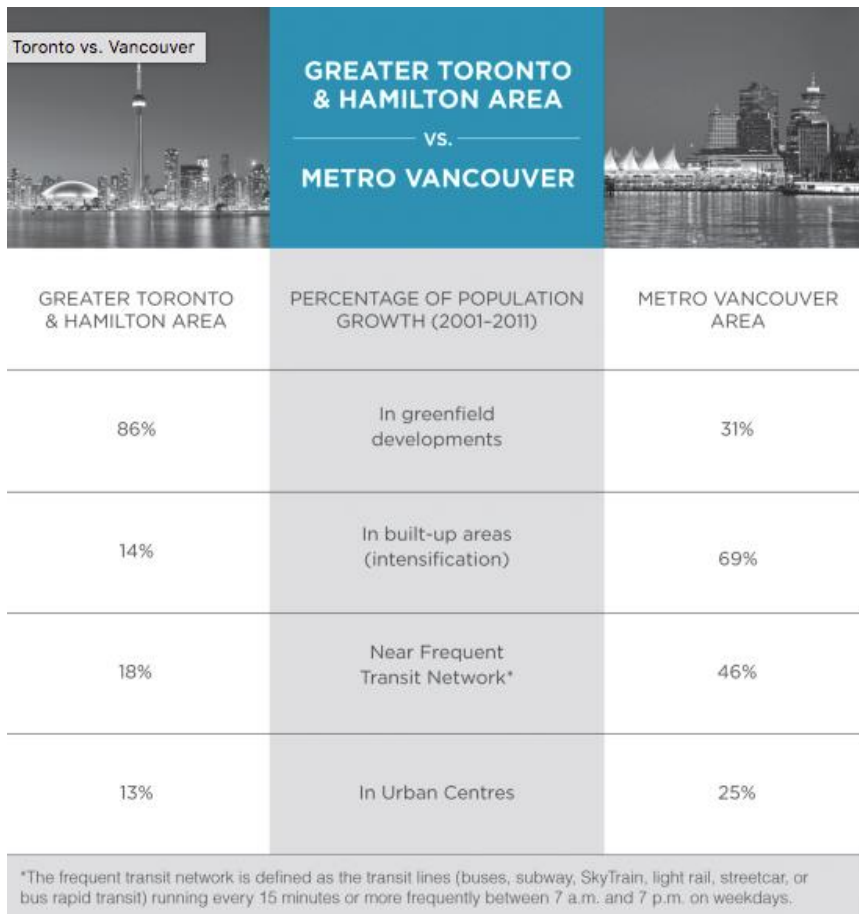 Toronto vs. Vancouver
GREATER TORONTO
& HAMILTON AREA
VS.
METRO VANCOUVER
GREATER TORONTO
& HAMILTON AREA
PERCENTAGE OF POPULATION
GROWTH (2001–2011)
METRO VANCOUVER
AREA
86%
In greenfield
developments
31%
14%
In built-up areas
(intensification)
69%
18%
Near Frequent
Transit Network*
46%
13%
In Urban Centres
25%
*The frequent transit network is defined as the transit lines (buses, subway, SkyTrain, light rail, streetcar, or
bus rapid transit) running every 15 minutes or more frequently between 7 a.m. and 7 p.m. on weekdays.